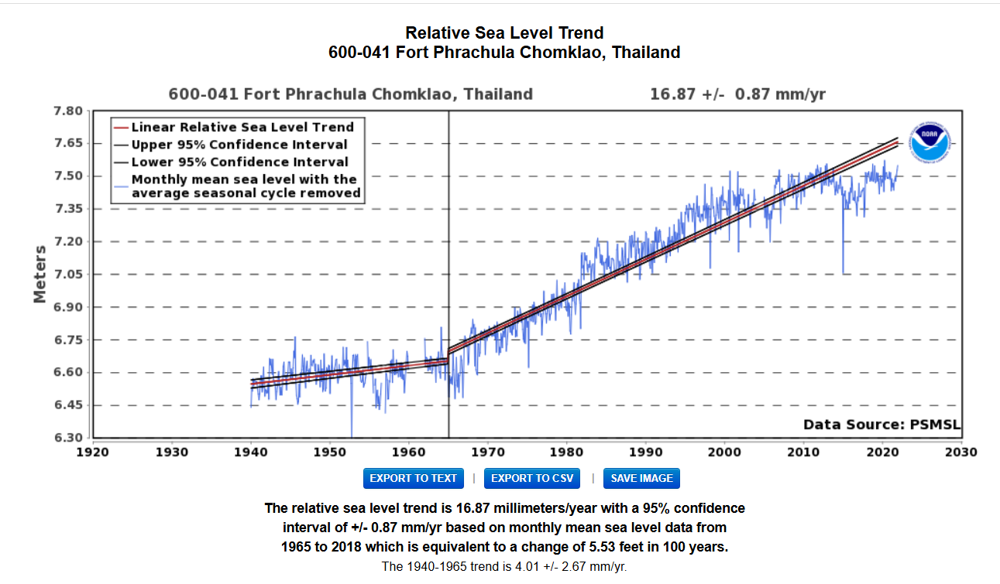 Relative Sea Level Trend
600-041 Fort Phrachula Chomklao, Thailand
600-041 Fort Phrachula Chomklao, Thailand 16.87 +/- 0.87 mm/yr
7.80
7.65
7.50
7.35
7.20
7.05
6.90
6.75
6.60
6.45
6.30
Meters
Linear Relative Sea Level Trend
Upper 95% Confidence Interval
Lower 95% Confidence Interval
Monthly mean sea level with the
average seasonal cycle removed
NOAA
Data Source: PSMSL
1920 1930 1940 1950 1960 1970 1980 1990 2000 2010 2020 2030
EXPORT TO TEXT | EXPORT TO CSV | SAVE IMAGE
The relative sea level trend is 16.87 millimeters/year with a 95% confidence
interval of +/- 0.87 mm/yr based on monthly mean sea level data from
1965 to 2018 which is equivalent to a change of 5.53 feet in 100 years.
The 1940-1965 trend is 4.01 +/- 2.67 mm/yr.